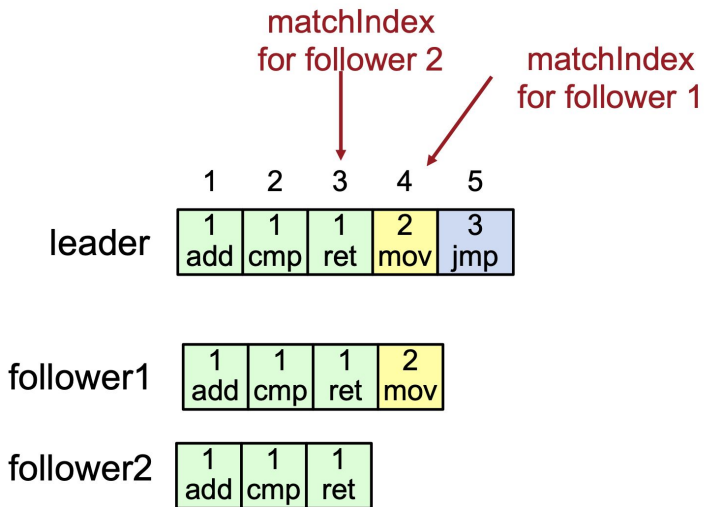 matchIndex
for follower 2
matchIndex
for follower 1
1 2 3 4 5
leader
1 1 1 2 3
add cmp ret mov jmp
follower1
1 1 1 2
add cmp ret mov
follower2
1 1 1
add cmp ret